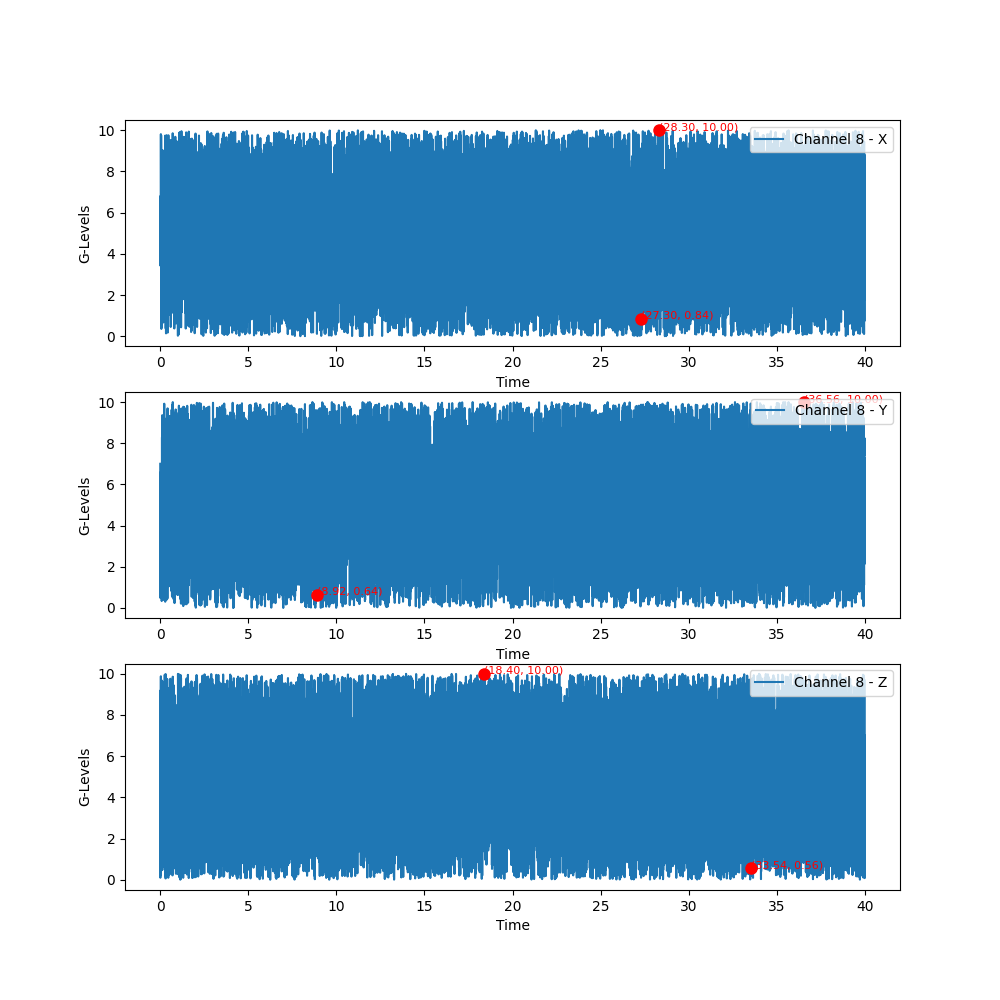 (28.30, 10.00)
Channel 8 - X
(27.30, 0.84)
G-Levels
10
8
6
4
2
0
0 5 10 15 20 25 30 35 40
Time
(36.56, 10.00)
Channel 8 - Y
(8.92, 0.64)
G-Levels
10
8
6
4
2
0
0 5 10 15 20 25 30 35 40
Time
(18.40, 10.00)
Channel 8 - Z
(33.54, 0.56)
G-Levels
10
8
6
4
2
0
0 5 10 15 20 25 30 35 40
Time